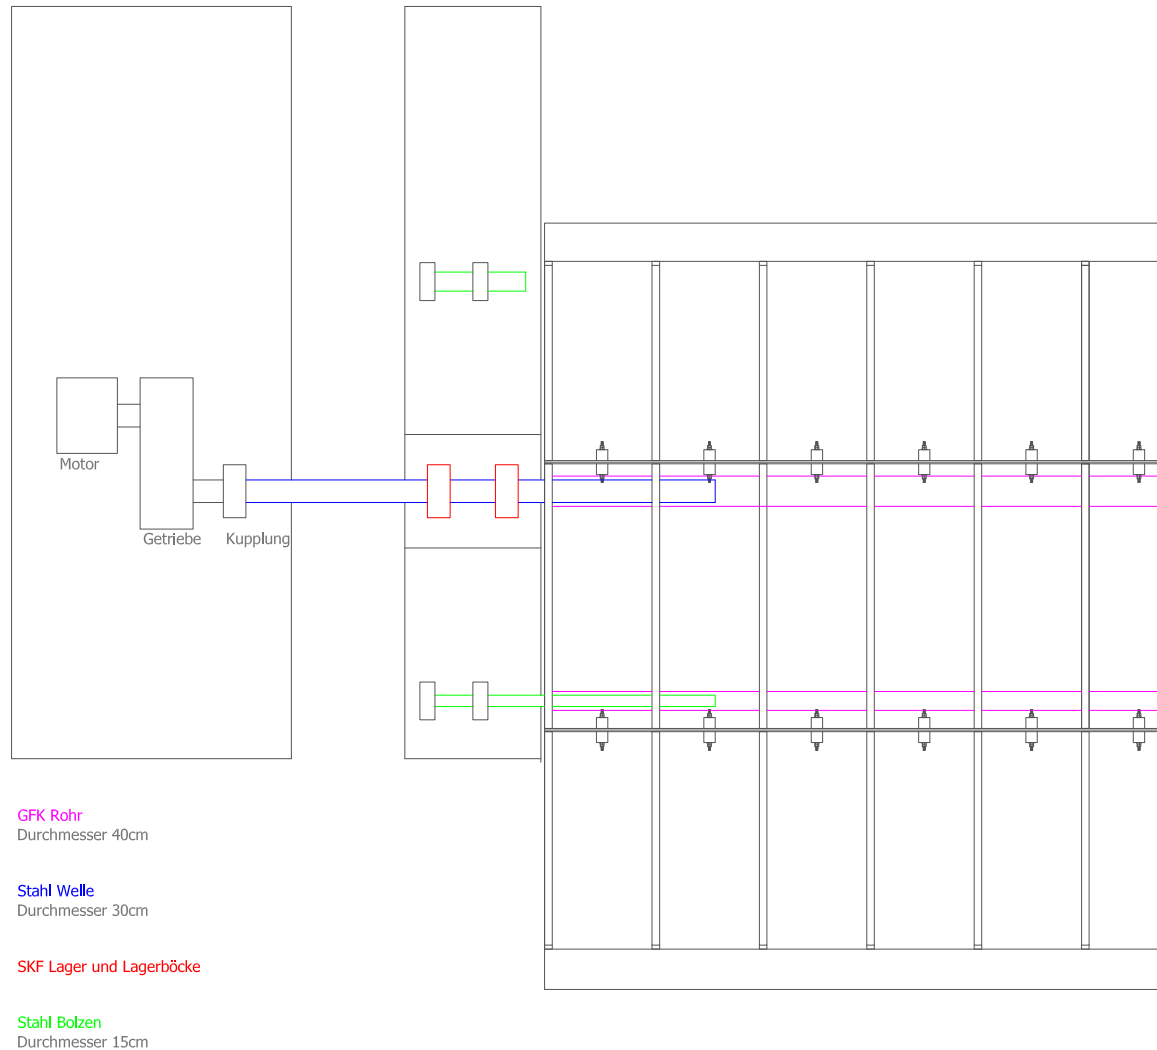 Motor
Getriebe
Kupplung
GFK Rohr
Durchmesser 40cm
Stahl Welle
Durchmesser 30cm
SKF Lager und Lagerböcke
Stahl Bolzen
Durchmesser 15cm